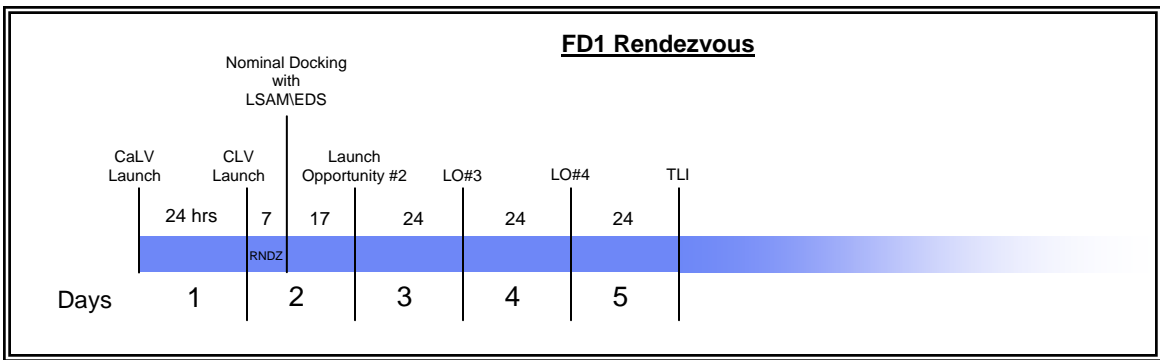 FD1 Rendezvous
Nominal Docking
with
LSAM\EDS
CaLV
Launch
CLV
Launch
Launch
Opportunity #2
LO#3
LO#4
TLI
24 hrs
7
17
24
24
24
RNDZ
Days
1
2
3
4
5